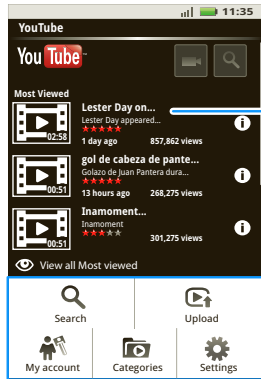 11:35
YouTube
YouTube™
Most Viewed
Lester Day on...
Lester Day appeared...
02:58
1 day ago 857,862 views
gol de cabeza de pante...
Golazo de Juan Pantera dura...
00:51
13 hours ago 268,275 views
Inamoment...
Inamoment
00:51
301,275 views
View all Most viewed
Search Upload
My account Categories Settings